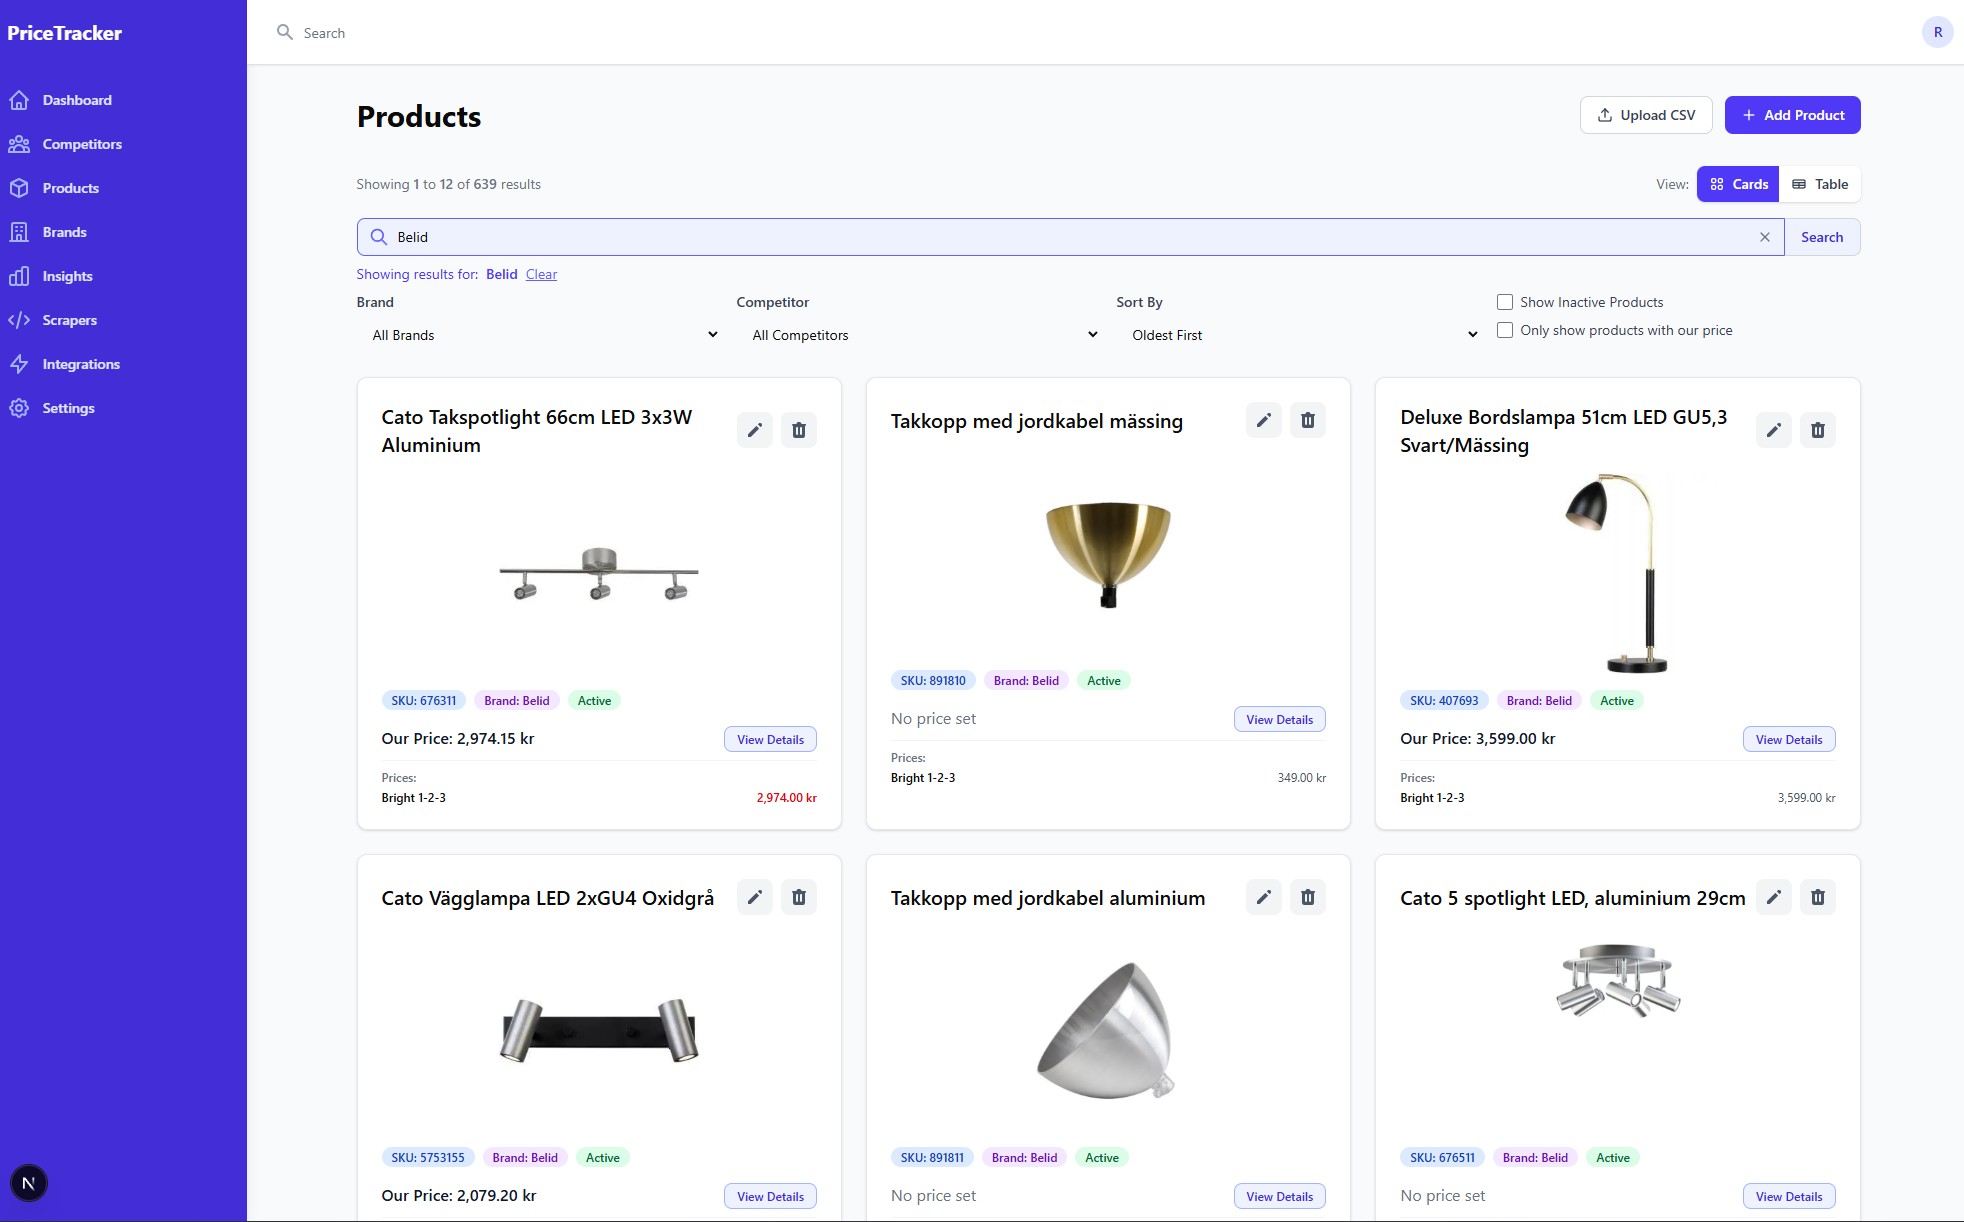 PriceTracker
Dashboard
Competitors
Products
Brands
Insights
Scrapers
Integrations
Settings
N
Search
R
Products
Upload CSV
Add Product
Showing 1 to 12 of 639 results
View:
Cards
Table
Belid
Search
Showing results for: Belid Clear
Brand
Competitor
Sort By
All Brands
All Competitors
Oldest First
Show Inactive Products
Only show products with our price
Cato Takspotlight 66cm LED 3x3W
Aluminium
SKU: 676311
Brand: Belid
Active
Our Price: 2,974.15 kr
View Details
Prices:
Bright 1-2-3
2,974.00 kr
Takkopp med jordkabel mässing
SKU: 891810
Brand: Belid
Active
No price set
View Details
Prices:
Bright 1-2-3
349.00 kr
Deluxe Bordslampa 51cm LED GU5,3
Svart/Mässing
SKU: 407693
Brand: Belid
Active
Our Price: 3,599.00 kr
View Details
Prices:
Bright 1-2-3
3,599.00 kr
Cato Vägglampa LED 2xGU4 Oxidgrå
SKU: 5753155
Brand: Belid
Active
Our Price: 2,079.20 kr
View Details
Takkopp med jordkabel aluminium
SKU: 891811
Brand: Belid
Active
No price set
View Details
Cato 5 spotlight LED, aluminium 29cm
SKU: 676511
Brand: Belid
Active
No price set
View Details